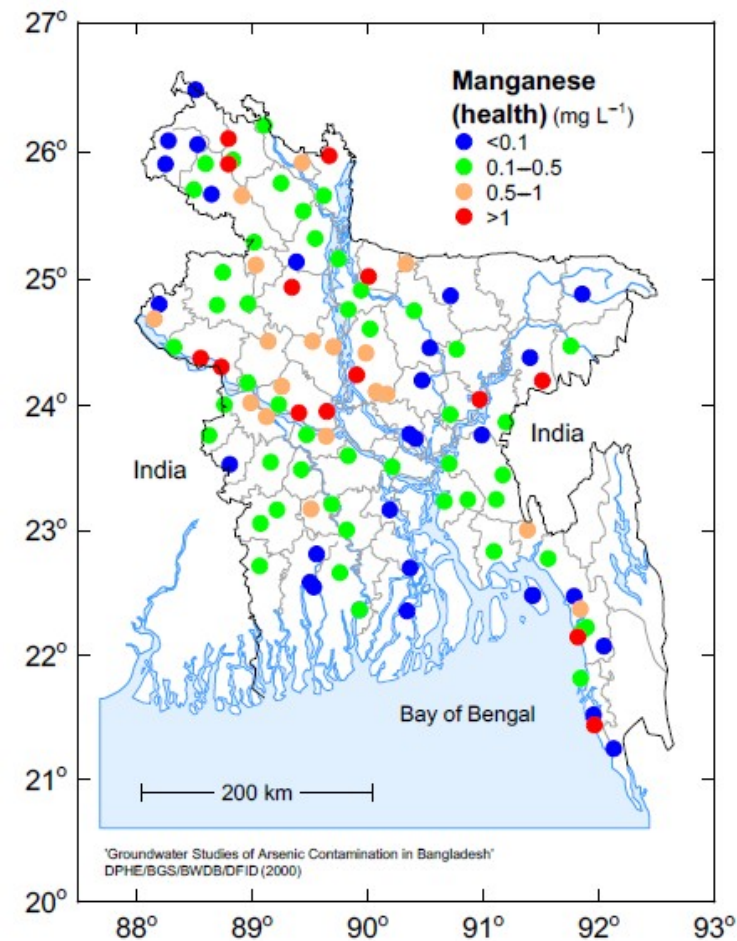 27°
26°
25°
24°
23°
22°
21°
20°
Manganese
(health) (mg L⁻¹)
<0.1
0.1–0.5
0.5–1
>1
India
India
Bay of Bengal
200 km
'Groundwater Studies of Arsenic Contamination in Bangladesh'
DPHE/BGS/BWDB/DFID (2000)
88° 89° 90° 91° 92° 93°